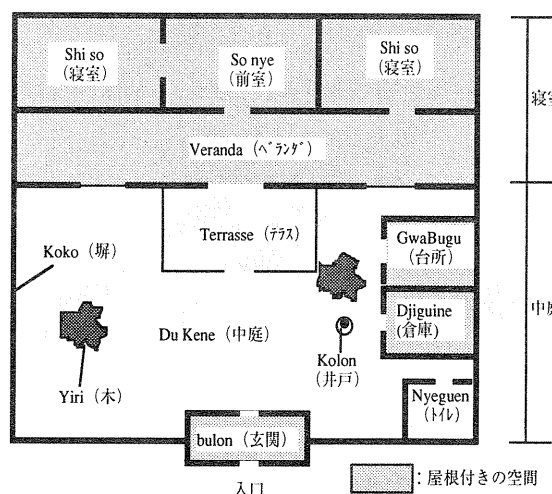 Shi so
（寝室）
So nye
（前室）
Shi so
（寝室）
寝室
Veranda（ﾍﾞﾗﾝﾀﾞ）
Terrasse（ﾃﾗｽ）
Koko（塀）
GwaBugu
（台所）
Djiguine
(倉庫)
中庭
Du Kene（中庭）
Kolon
（井戸）
Yiri（木）
Nyeguen
（ﾄｲﾚ）
bulon（玄関）
入口
：屋根付きの空間